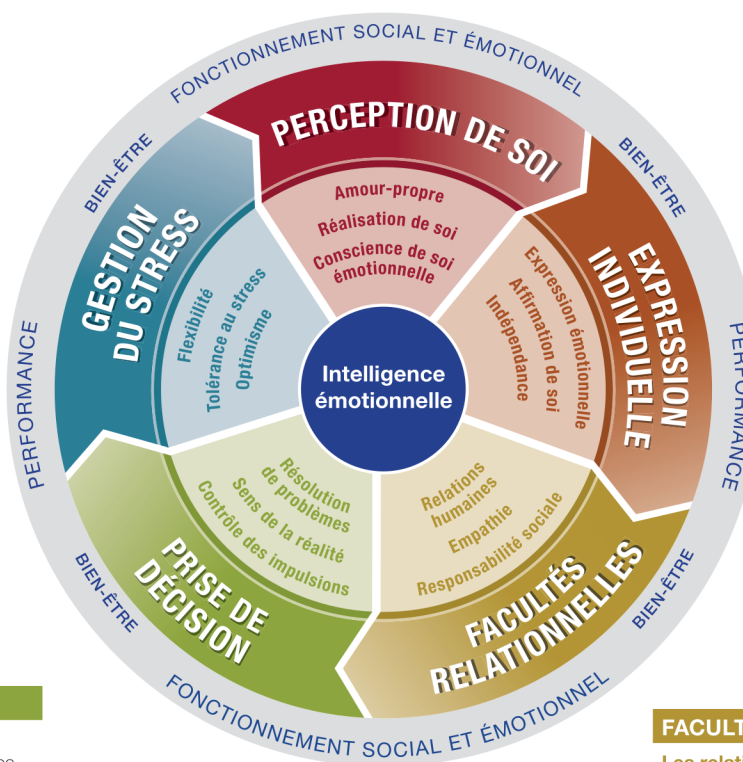 FONCTIONNEMENT SOCIAL ET ÉMOTIONNEL
BIEN-ÊTRE
BIEN-ÊTRE
PERFORMANCE
PERFORMANCE
BIEN-ÊTRE
BIEN-ÊTRE
FONCTIONNEMENT SOCIAL ET ÉMOTIONNEL
PERCEPTION DE SOI
Amour-propre
Réalisation de soi
Conscience de soi
émotionnelle
EXPRESSION
INDIVIDUELLE
Expression émotionnelle
Affirmation de soi
Indépendance
FACULTÉS
RELATIONNELLES
Relations
humaines
Empathie
Responsabilité sociale
PRISE DE
DÉCISION
Résolution
de problèmes
Sens de la réalité
Contrôle des impulsions
GESTION
DU STRESS
Flexibilité
Tolérance au stress
Optimisme
Intelligence
émotionnelle
FACULT